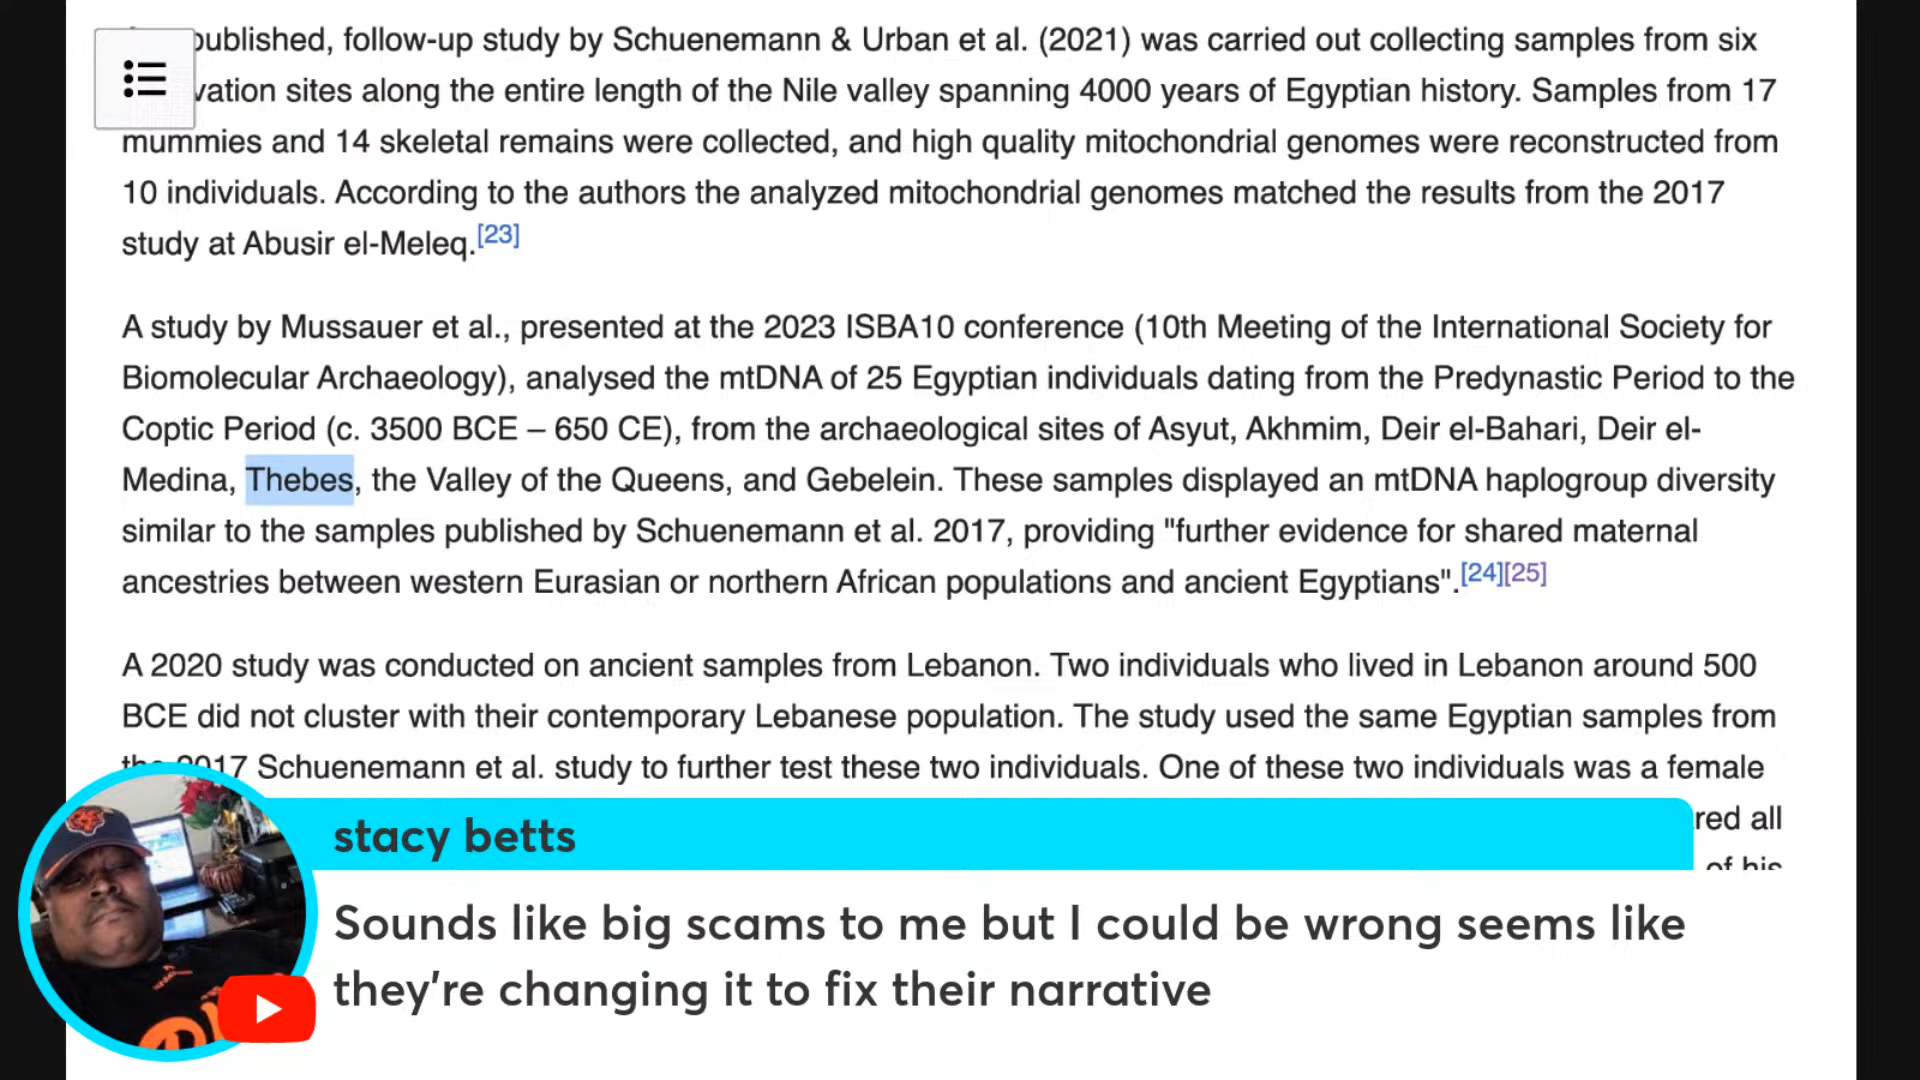 published, follow-up study by Schuenemann & Urban et al. (2021) was carried out collecting samples from six
vation sites along the entire length of the Nile valley spanning 4000 years of Egyptian history. Samples from 17
mummies and 14 skeletal remains were collected, and high quality mitochondrial genomes were reconstructed from
10 individuals. According to the authors the analyzed mitochondrial genomes matched the results from the 2017
study at Abusir el-Meleq.[23]
A study by Mussauer et al., presented at the 2023 ISBA10 conference (10th Meeting of the International Society for
Biomolecular Archaeology), analysed the mtDNA of 25 Egyptian individuals dating from the Predynastic Period to the
Coptic Period (c. 3500 BCE – 650 CE), from the archaeological sites of Asyut, Akhmim, Deir el-Bahari, Deir el-
Medina, Thebes, the Valley of the Queens, and Gebelein. These samples displayed an mtDNA haplogroup diversity
similar to the samples published by Schuenemann et al. 2017, providing "further evidence for shared maternal
ancestries between western Eurasian or northern African populations and ancient Egyptians".[24][25]
A 2020 study was conducted on ancient samples from Lebanon. Two individuals who lived in Lebanon around 500
BCE did not cluster with their contemporary Lebanese population. The study used the same Egyptian samples from
the 2017 Schuenemann et al. study to further test these two individuals. One of these two individuals was a female
red all
of his
stacy betts
Sounds like big scams to me but I could be wrong seems like
they're changing it to fix their narrative